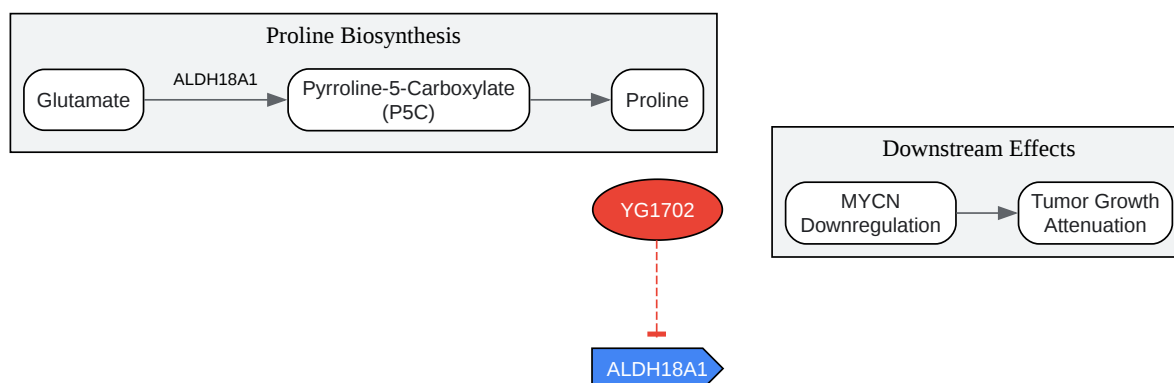 Proline Biosynthesis
Glutamate
ALDH18A1
Pyrroline-5-Carboxylate
(P5C)
Proline
Downstream Effects
MYCN
Downregulation
Tumor Growth
Attenuation
YG1702
ALDH18A1